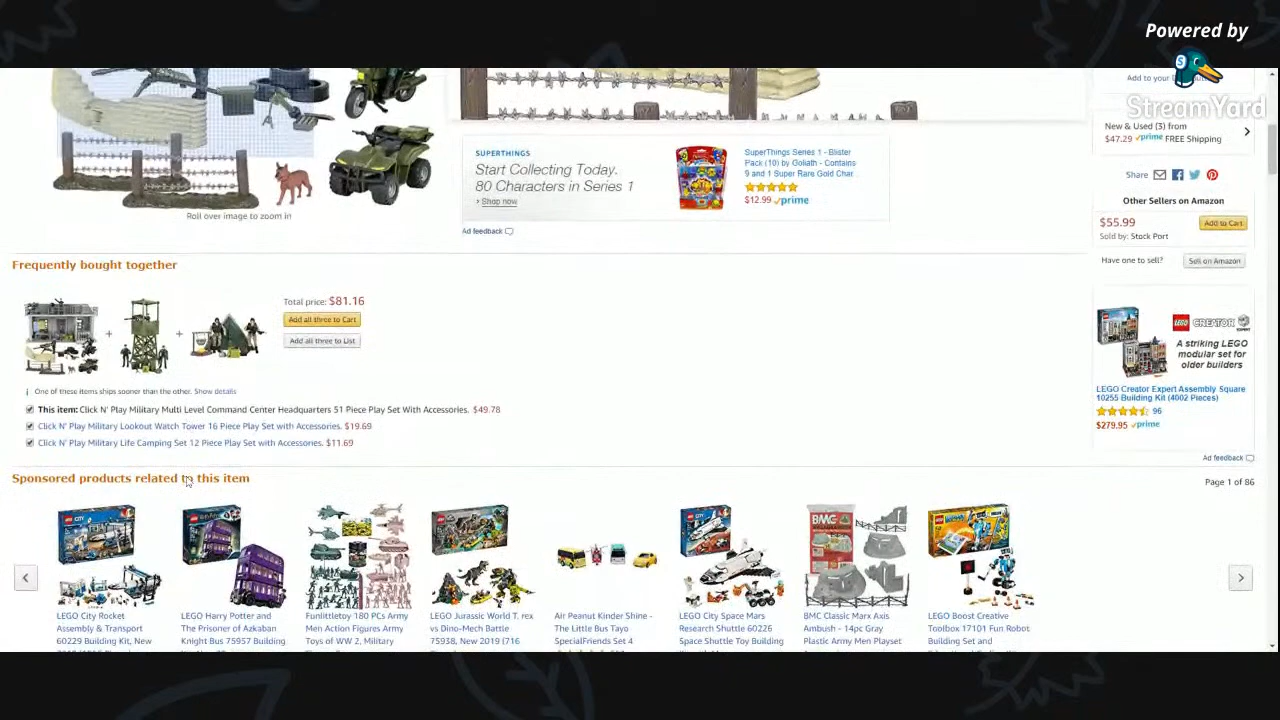 Powered by
StreamYard
Add to your
New & Used (3) from
$47.29 prime FREE Shipping
Share
Other Sellers on Amazon
$55.99
Add to Cart
Sold by: Stock Port
Have one to sell?
Sell on Amazon
SUPERTHINGS
Start Collecting Today.
80 Characters in Series 1
› Shop now
SuperThings Series 1 - Blister
Pack (10) by Goliath - Contains
9 and 1 Super Rare Gold Char…
$12.99 prime
Ad feedback
Roll over image to zoom in
Frequently bought together
+
+
Total price: $81.16
Add all three to Cart
Add all three to List
i One of these items ships sooner than the other. Show details
This item: Click N' Play Military Multi Level Command Center Headquarters 51 Piece Play Set With Accessories. $49.78
Click N' Play Military Lookout Watch Tower 16 Piece Play Set with Accessories. $19.69
Click N' Play Military Life Camping Set 12 Piece Play Set with Accessories. $11.69
LEGO CREATOR EXPERT
A striking LEGO
modular set for
older builders
LEGO Creator Expert Assembly Square
10255 Building Kit (4002 Pieces)
96
$279.95 prime
Ad feedback
Sponsored products related to this item
Page 1 of 86
BMC
LEGO City Rocket
Assembly & Transport
60229 Building Kit, New
LEGO Harry Potter and
The Prisoner of Azkaban
Knight Bus 75957 Building
Funlittletoy 180 PCs Army
Men Action Figures Army
Toys of WW 2, Military
LEGO Jurassic World T. rex
vs Dino-Mech Battle
75938, New 2019 (716
Air Peanut Kinder Shine -
The Little Bus Tayo
SpecialFriends Set 4
LEGO City Space Mars
Research Shuttle 60226
Space Shuttle Toy Building
BMC Classic Marx Axis
Ambush - 14pc Gray
Plastic Army Men Playset
LEGO Boost Creative
Toolbox 17101 Fun Robot
Building Set and